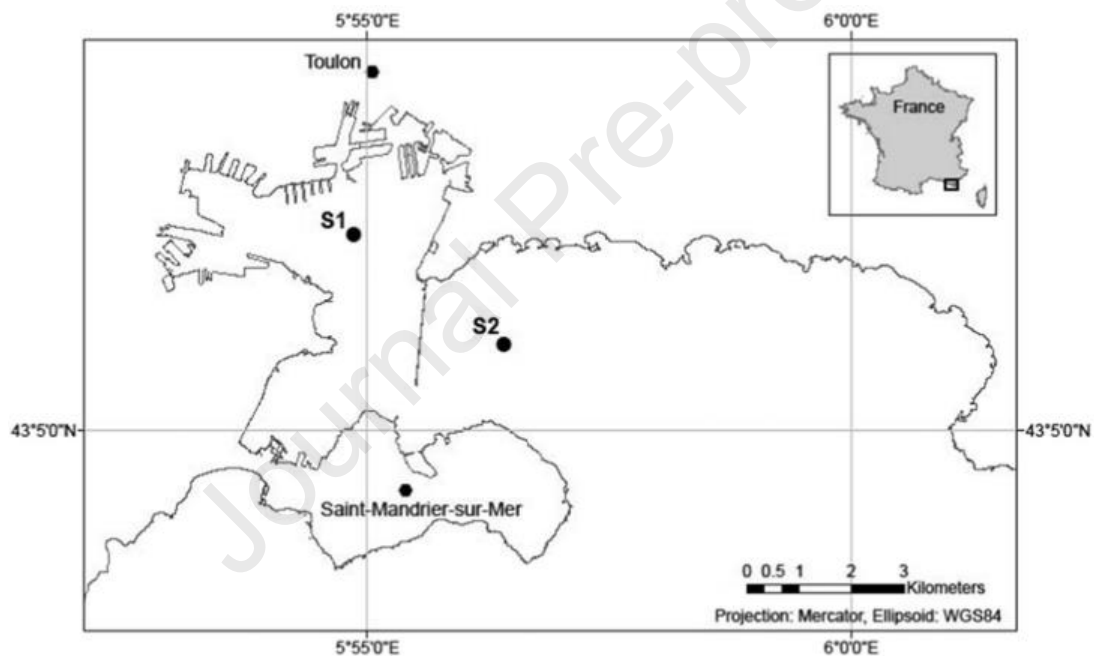 5°55'0"E
6°0'0"E
Toulon
France
S1
S2
43°5'0"N
43°5'0"N
Saint-Mandrier-sur-Mer
0 0.5 1 2 3
Kilometers
Projection: Mercator, Ellipsoid: WGS84
5°55'0"E
6°0'0"E
Journal Pre-pr